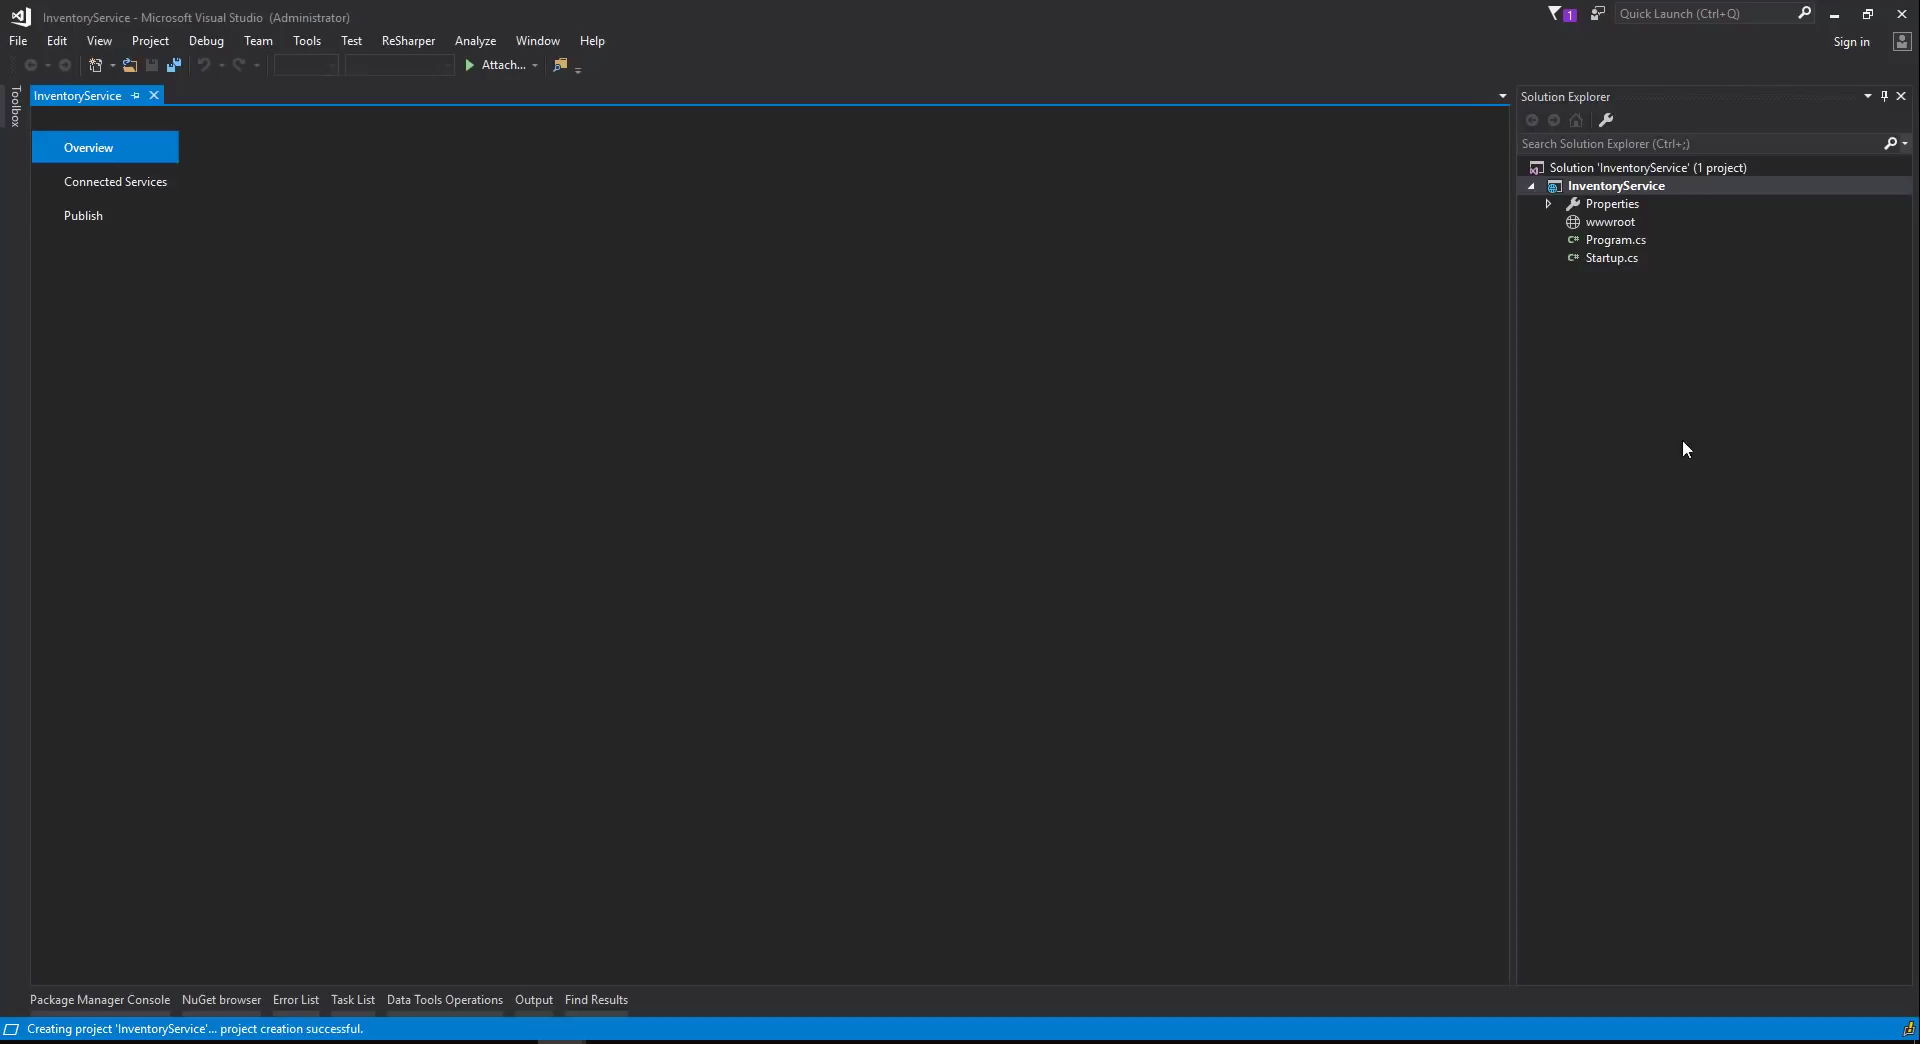 InventoryService - Microsoft Visual Studio (Administrator)
1
Quick Launch (Ctrl+Q)
File Edit View Project Debug Team Tools Test ReSharper Analyze Window Help
Sign in
Attach...
Toolbox
InventoryService
Overview
Connected Services
Publish
Solution Explorer
Search Solution Explorer (Ctrl+;)
Solution 'InventoryService' (1 project)
InventoryService
Properties
wwwroot
C# Program.cs
C# Startup.cs
Package Manager Console NuGet browser Error List Task List Data Tools Operations Output Find Results
Creating project 'InventoryService'... project creation successful.